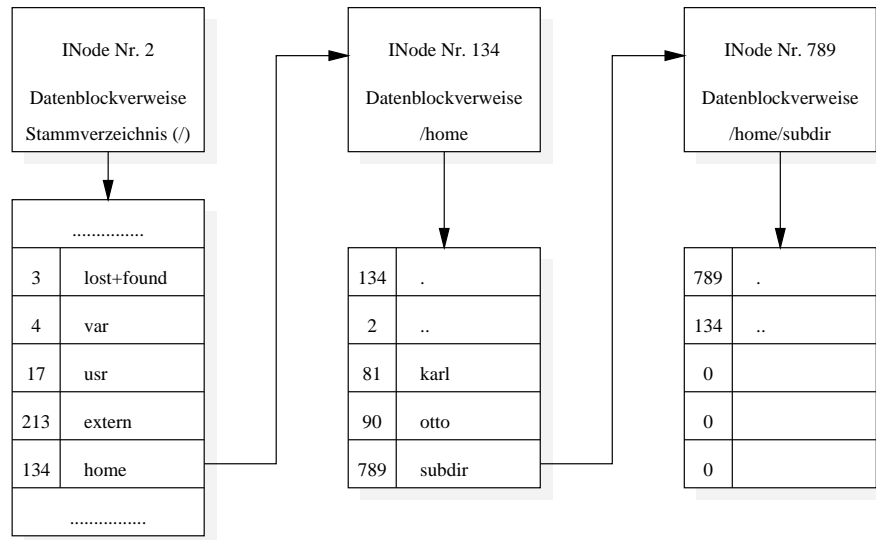 INode Nr. 2
Datenblockverweise
Stammverzeichnis (/)
...............
3 lost+found
4 var
17 usr
213 extern
134 home
................
INode Nr. 134
Datenblockverweise
/home
134 .
2 ..
81 karl
90 otto
789 subdir
INode Nr. 789
Datenblockverweise
/home/subdir
789 .
134 ..
0
0
0